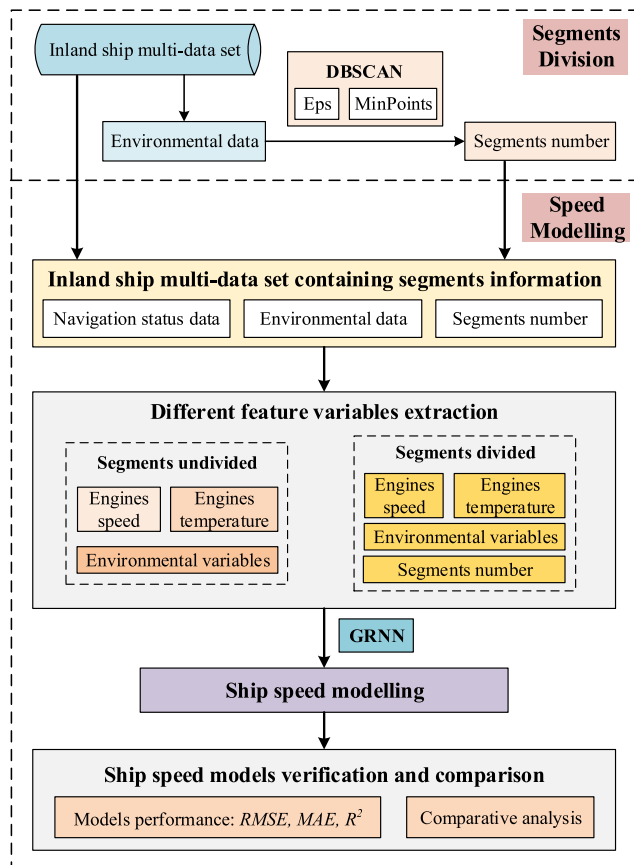 Inland ship multi-data set
Segments
Division
DBSCAN
Eps
MinPoints
Environmental data
Segments number
Speed
Modelling
Inland ship multi-data set containing segments information
Navigation status data
Environmental data
Segments number
Different feature variables extraction
Segments undivided
Engines
speed
Engines
temperature
Environmental variables
Segments divided
Engines
speed
Engines
temperature
Environmental variables
Segments number
GRNN
Ship speed modelling
Ship speed models verification and comparison
Models performance: RMSE, MAE, R²
Comparative analysis